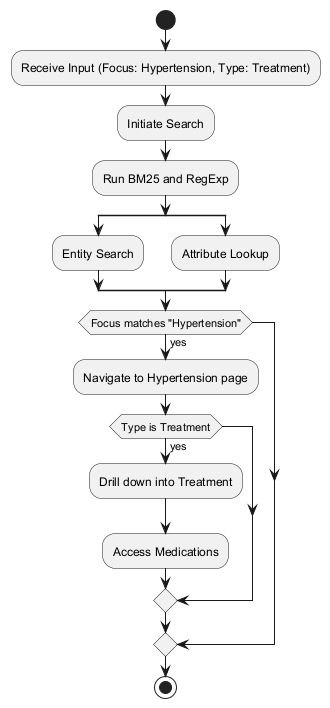 Receive Input (Focus: Hypertension, Type: Treatment)
Initiate Search
Run BM25 and RegExp
Entity Search
Attribute Lookup
Focus matches "Hypertension"
yes
Navigate to Hypertension page
Type is Treatment
yes
Drill down into Treatment
Access Medications